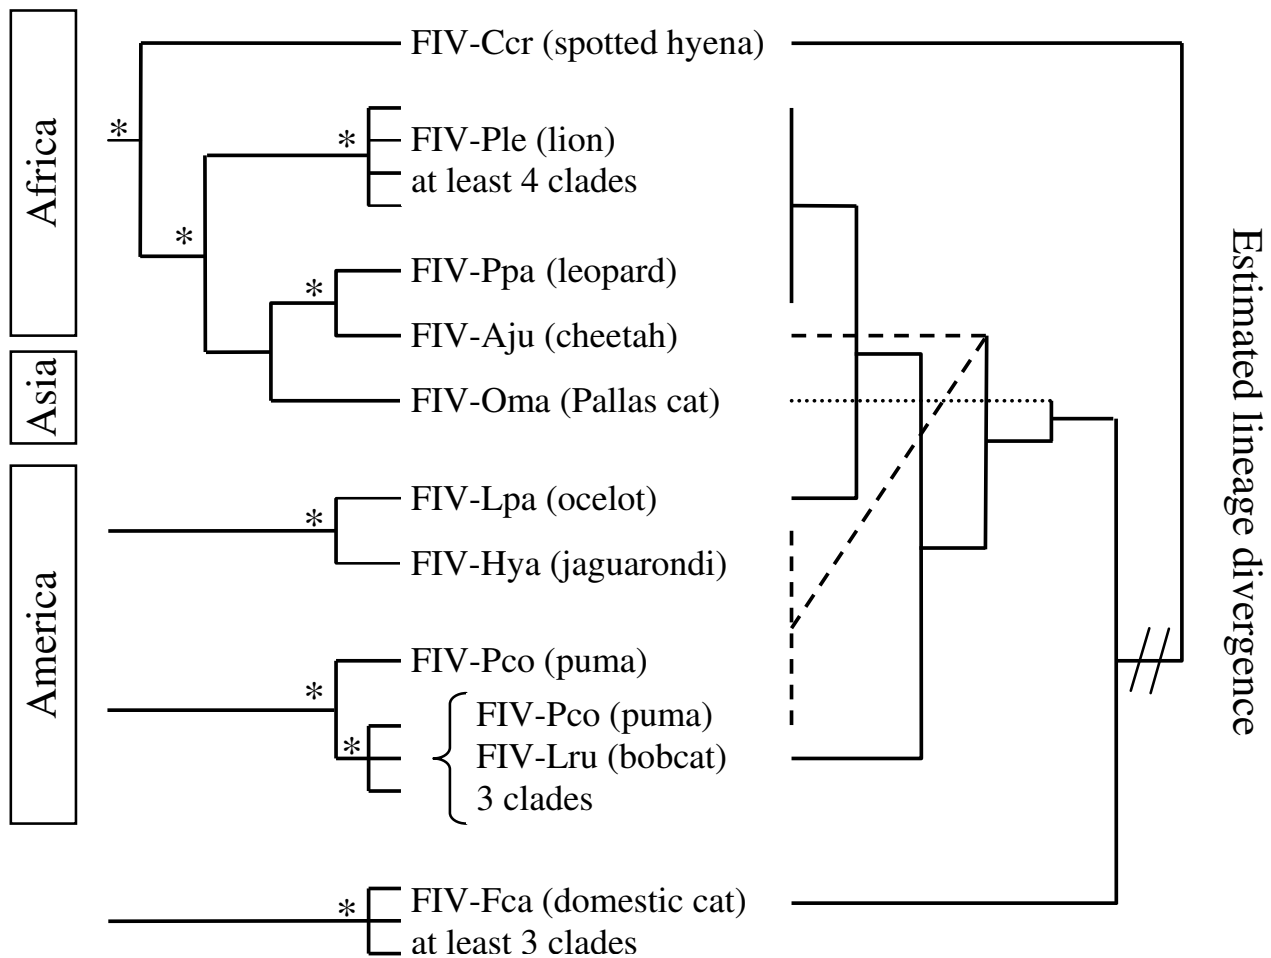 Africa
Asia
America
*
*
*
*
*
*
*
*
FIV-Ccr (spotted hyena)
FIV-Ple (lion)
at least 4 clades
FIV-Ppa (leopard)
FIV-Aju (cheetah)
FIV-Oma (Pallas cat)
FIV-Lpa (ocelot)
FIV-Hya (jaguarondi)
FIV-Pco (puma)
FIV-Pco (puma)
FIV-Lru (bobcat)
3 clades
FIV-Fca (domestic cat)
at least 3 clades
Estimated lineage divergence